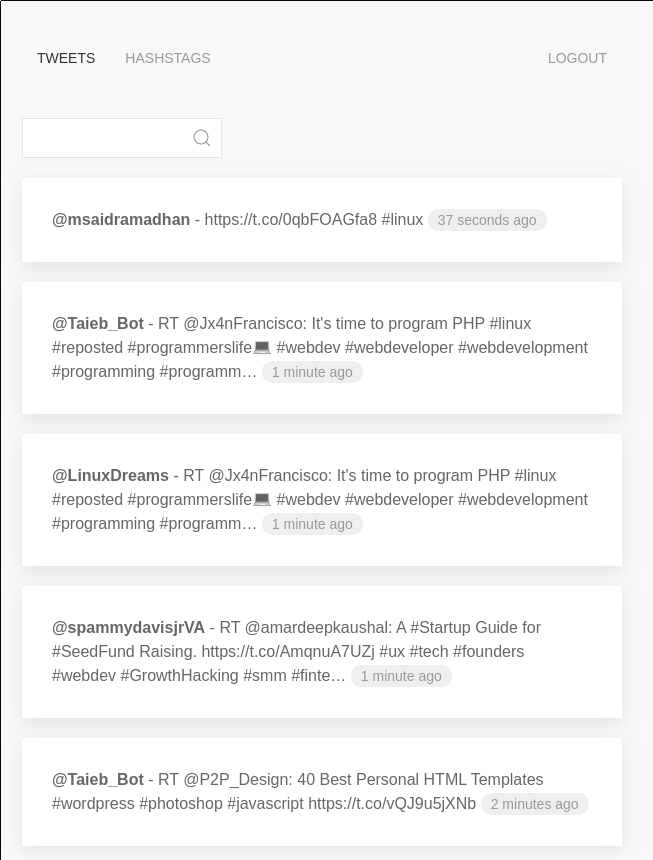 TWEETS HASHSTAGS LOGOUT
@msaidramadhan - https://t.co/0qbFOAGfa8 #linux 37 seconds ago
@Taieb_Bot - RT @Jx4nFrancisco: It's time to program PHP #linux
#reposted #programmerslife💻 #webdev #webdeveloper #webdevelopment
#programming #programm… 1 minute ago
@LinuxDreams - RT @Jx4nFrancisco: It's time to program PHP #linux
#reposted #programmerslife💻 #webdev #webdeveloper #webdevelopment
#programming #programm… 1 minute ago
@spammydavisjrVA - RT @amardeepkaushal: A #Startup Guide for
#SeedFund Raising. https://t.co/AmqnuA7UZj #ux #tech #founders
#webdev #GrowthHacking #smm #finte… 1 minute ago
@Taieb_Bot - RT @P2P_Design: 40 Best Personal HTML Templates
#wordpress #photoshop #javascript https://t.co/vQJ9u5jXNb 2 minutes ago